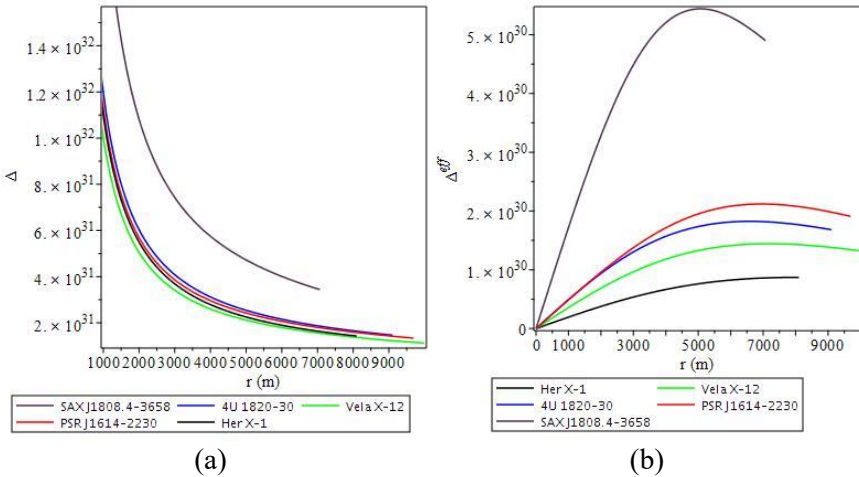 1.4 × 10^32
1.2 × 10^32
1. × 10^32
8. × 10^31
6. × 10^31
4. × 10^31
2. × 10^31
Δ
1000 2000 3000 4000 5000 6000 7000 8000 9000
r (m)
SAX J1808.4-3658 4U 1820-30 Vela X-12
PSR J1614-2230 Her X-1
(a)
5. × 10^30
4. × 10^30
3. × 10^30
2. × 10^30
1. × 10^30
0
Δ^eff
0 1000 3000 5000 7000 9000
r (m)
Her X-1 Vela X-12
4U 1820-30 PSR J1614-2230
SAX J1808.4-3658
(b)